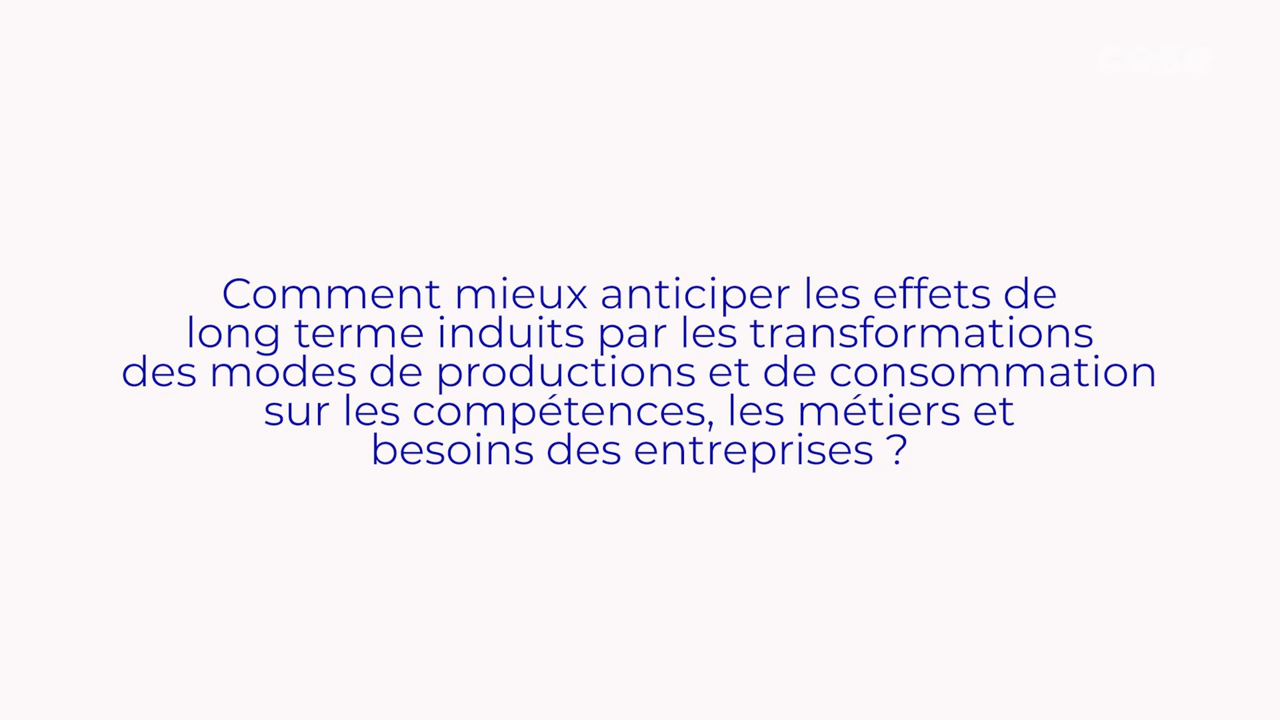 Comment mieux anticiper les effets de
long terme induits par les transformations
des modes de productions et de consommation
sur les compétences, les métiers et
besoins des entreprises ?